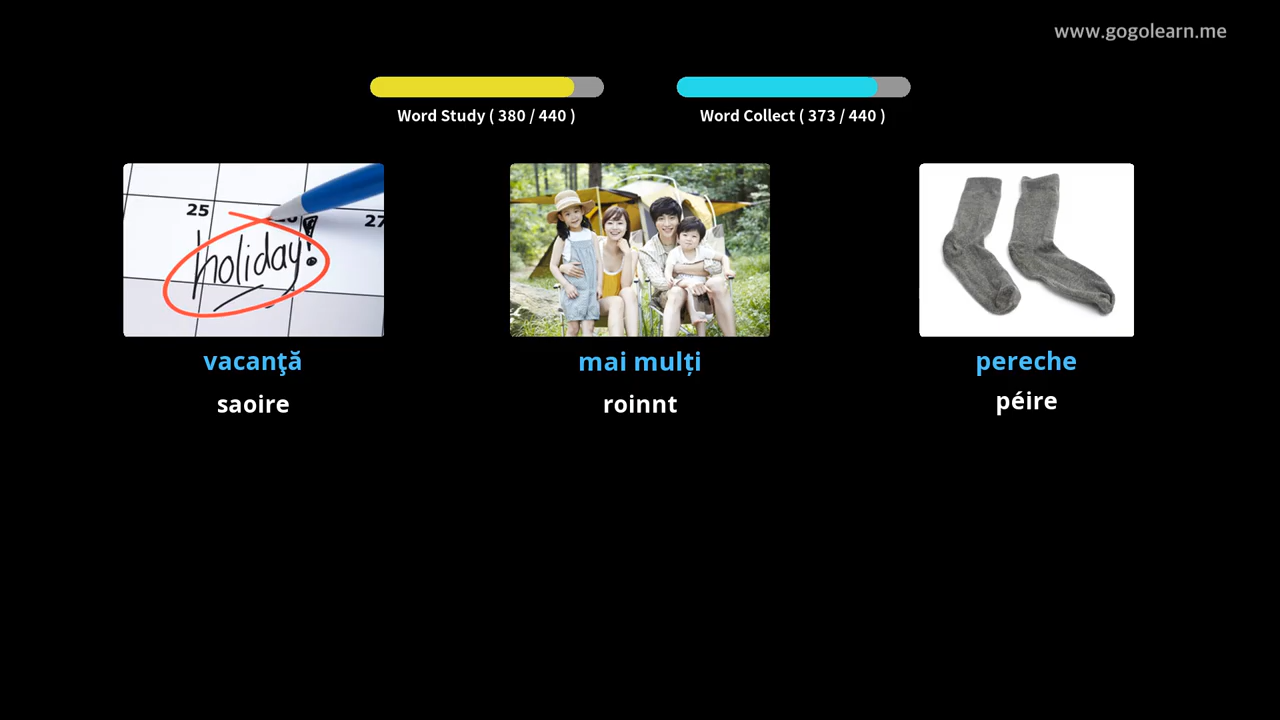 www.gogolearn.me
Word Study ( 380 / 440 )
Word Collect ( 373 / 440 )
25
27
holiday!
vacanţă
mai mulți
pereche
saoire
roinnt
péire